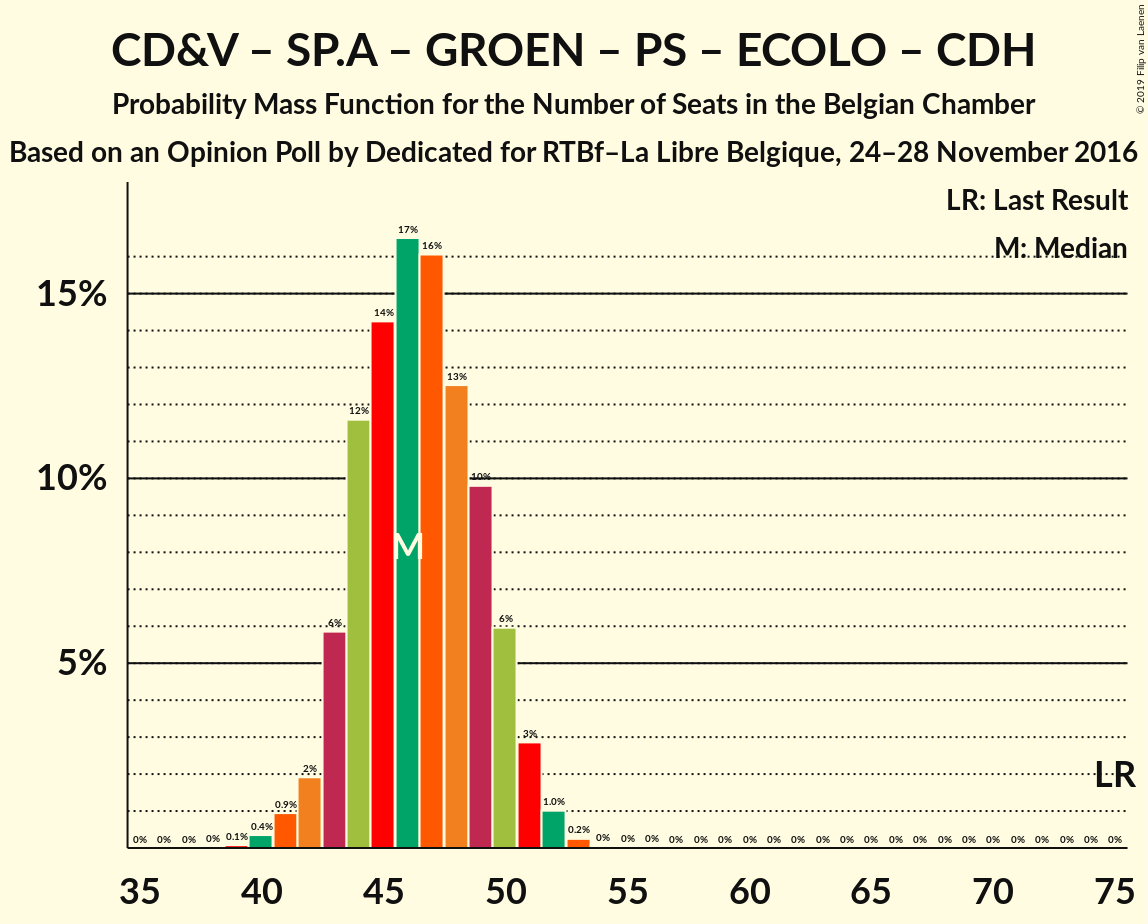 CD&V – SP.A – GROEN – PS – ECOLO – CDH
Probability Mass Function for the Number of Seats in the Belgian Chamber
Based on an Opinion Poll by Dedicated for RTBf–La Libre Belgique, 24–28 November 2016
© 2019 Filip van Laenen
LR: Last Result
M: Median
15%
10%
5%
0% 0% 0% 0% 0.1% 0.4% 0.9% 2% 6% 12% 14% 17% 16% 13% 10% 6% 3% 1.0% 0.2% 0% 0% 0% 0% 0% 0% 0% 0% 0% 0% 0% 0% 0% 0% 0% 0% 0% 0% 0% 0% 0% 0%
M
LR
35 40 45 50 55 60 65 70 75